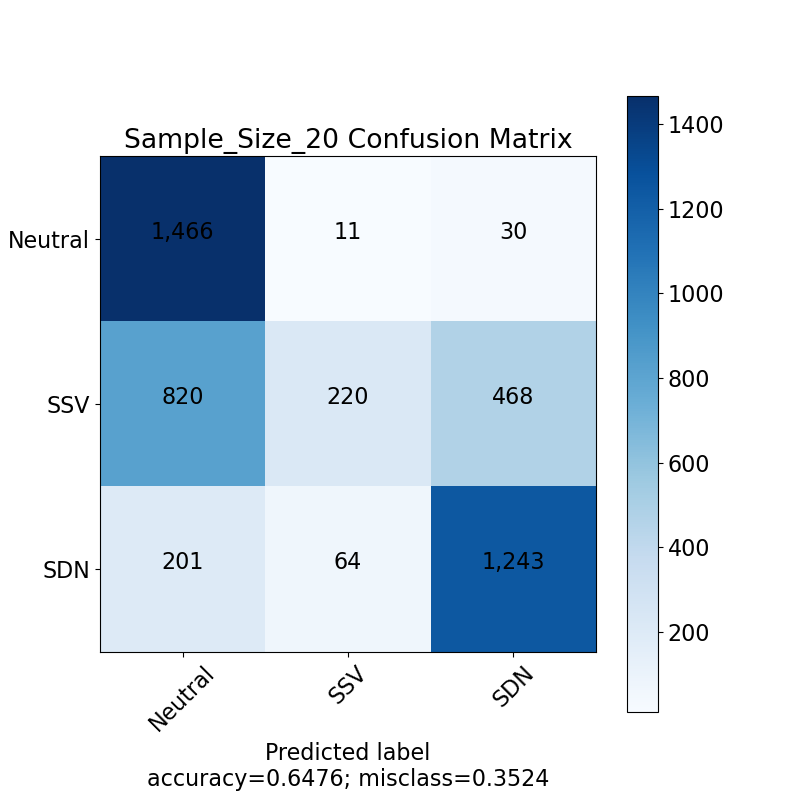 Sample_Size_20 Confusion Matrix
1400
1200
1000
800
600
400
200
Neutral
1,466
11
30
SSV
820
220
468
SDN
201
64
1,243
Neutral
SSV
SDN
Predicted label
accuracy=0.6476; misclass=0.3524